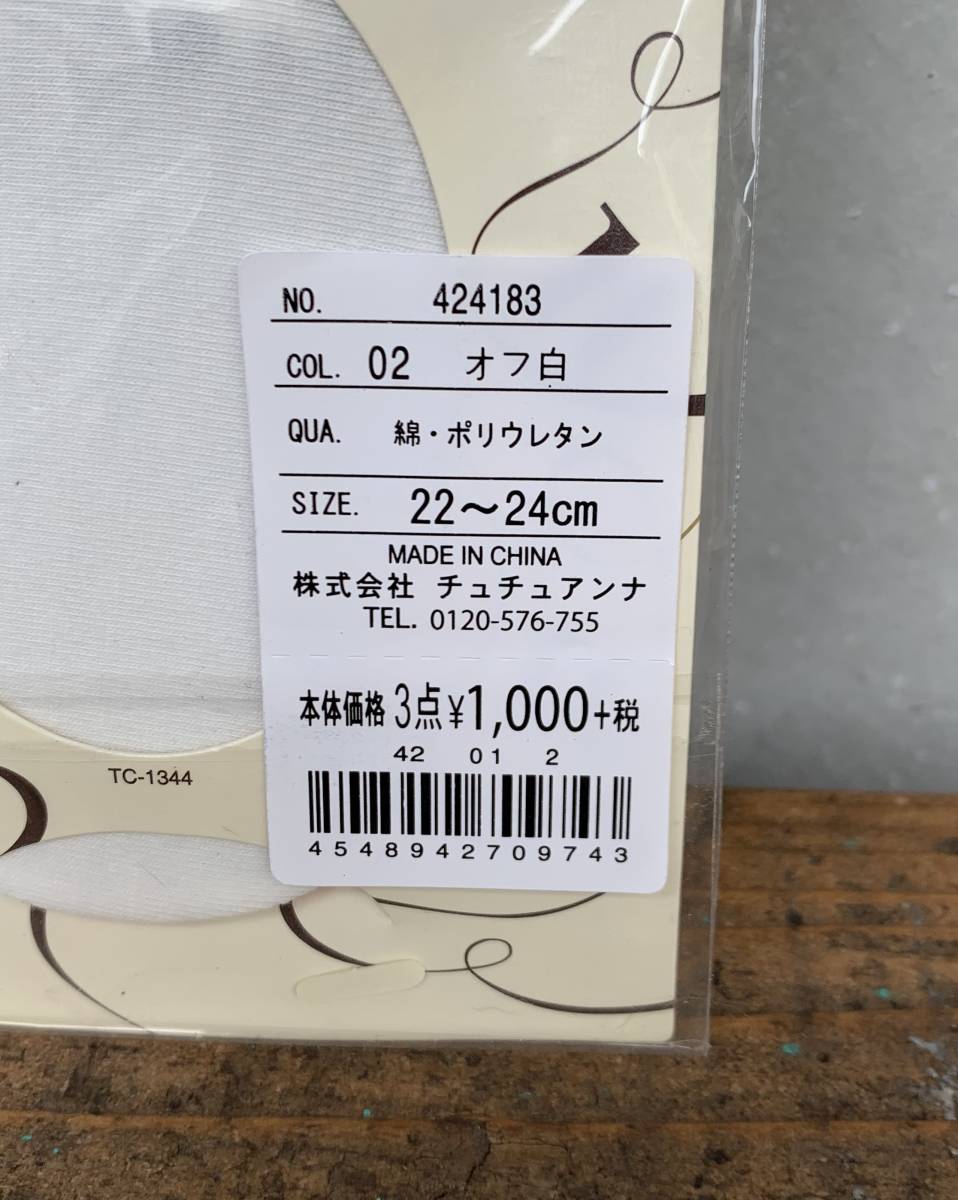 NO. 424183
COL. 02 オフ白
QUA. 綿・ポリウレタン
SIZE. 22～24cm
MADE IN CHINA
株式会社 チュチュアンナ
TEL. 0120-576-755
本体価格 3点¥1,000+税
42 01 2
4548942709743
TC-1344